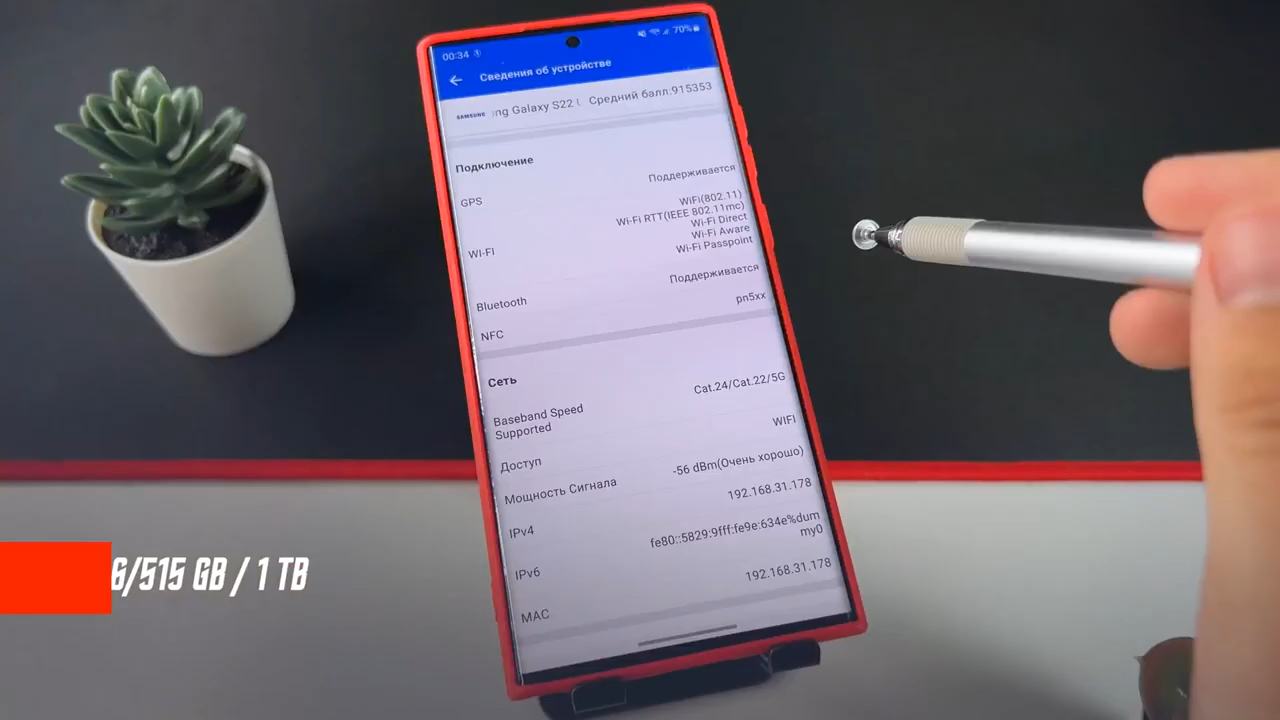 00:34
70%
Сведения об устройстве
SAMSUNG ng Galaxy S22 Средний балл:915353
Подключение
GPS Поддерживается
WI-FI WiFi(802.11)
Wi-Fi RTT(IEEE 802.11mc)
Wi-Fi Direct
Wi-Fi Aware
Wi-Fi Passpoint
Bluetooth Поддерживается
NFC pn5xx
Сеть
Baseband Speed Cat.24/Cat.22/5G
Supported
Доступ WIFI
Мощность Сигнала -56 dBm(Очень хорошо)
IPv4 192.168.31.178
IPv6 fe80::5829:9fff:fe9e:634e%dum
my0
MAC 192.168.31.178
6/515 GB / 1 TB